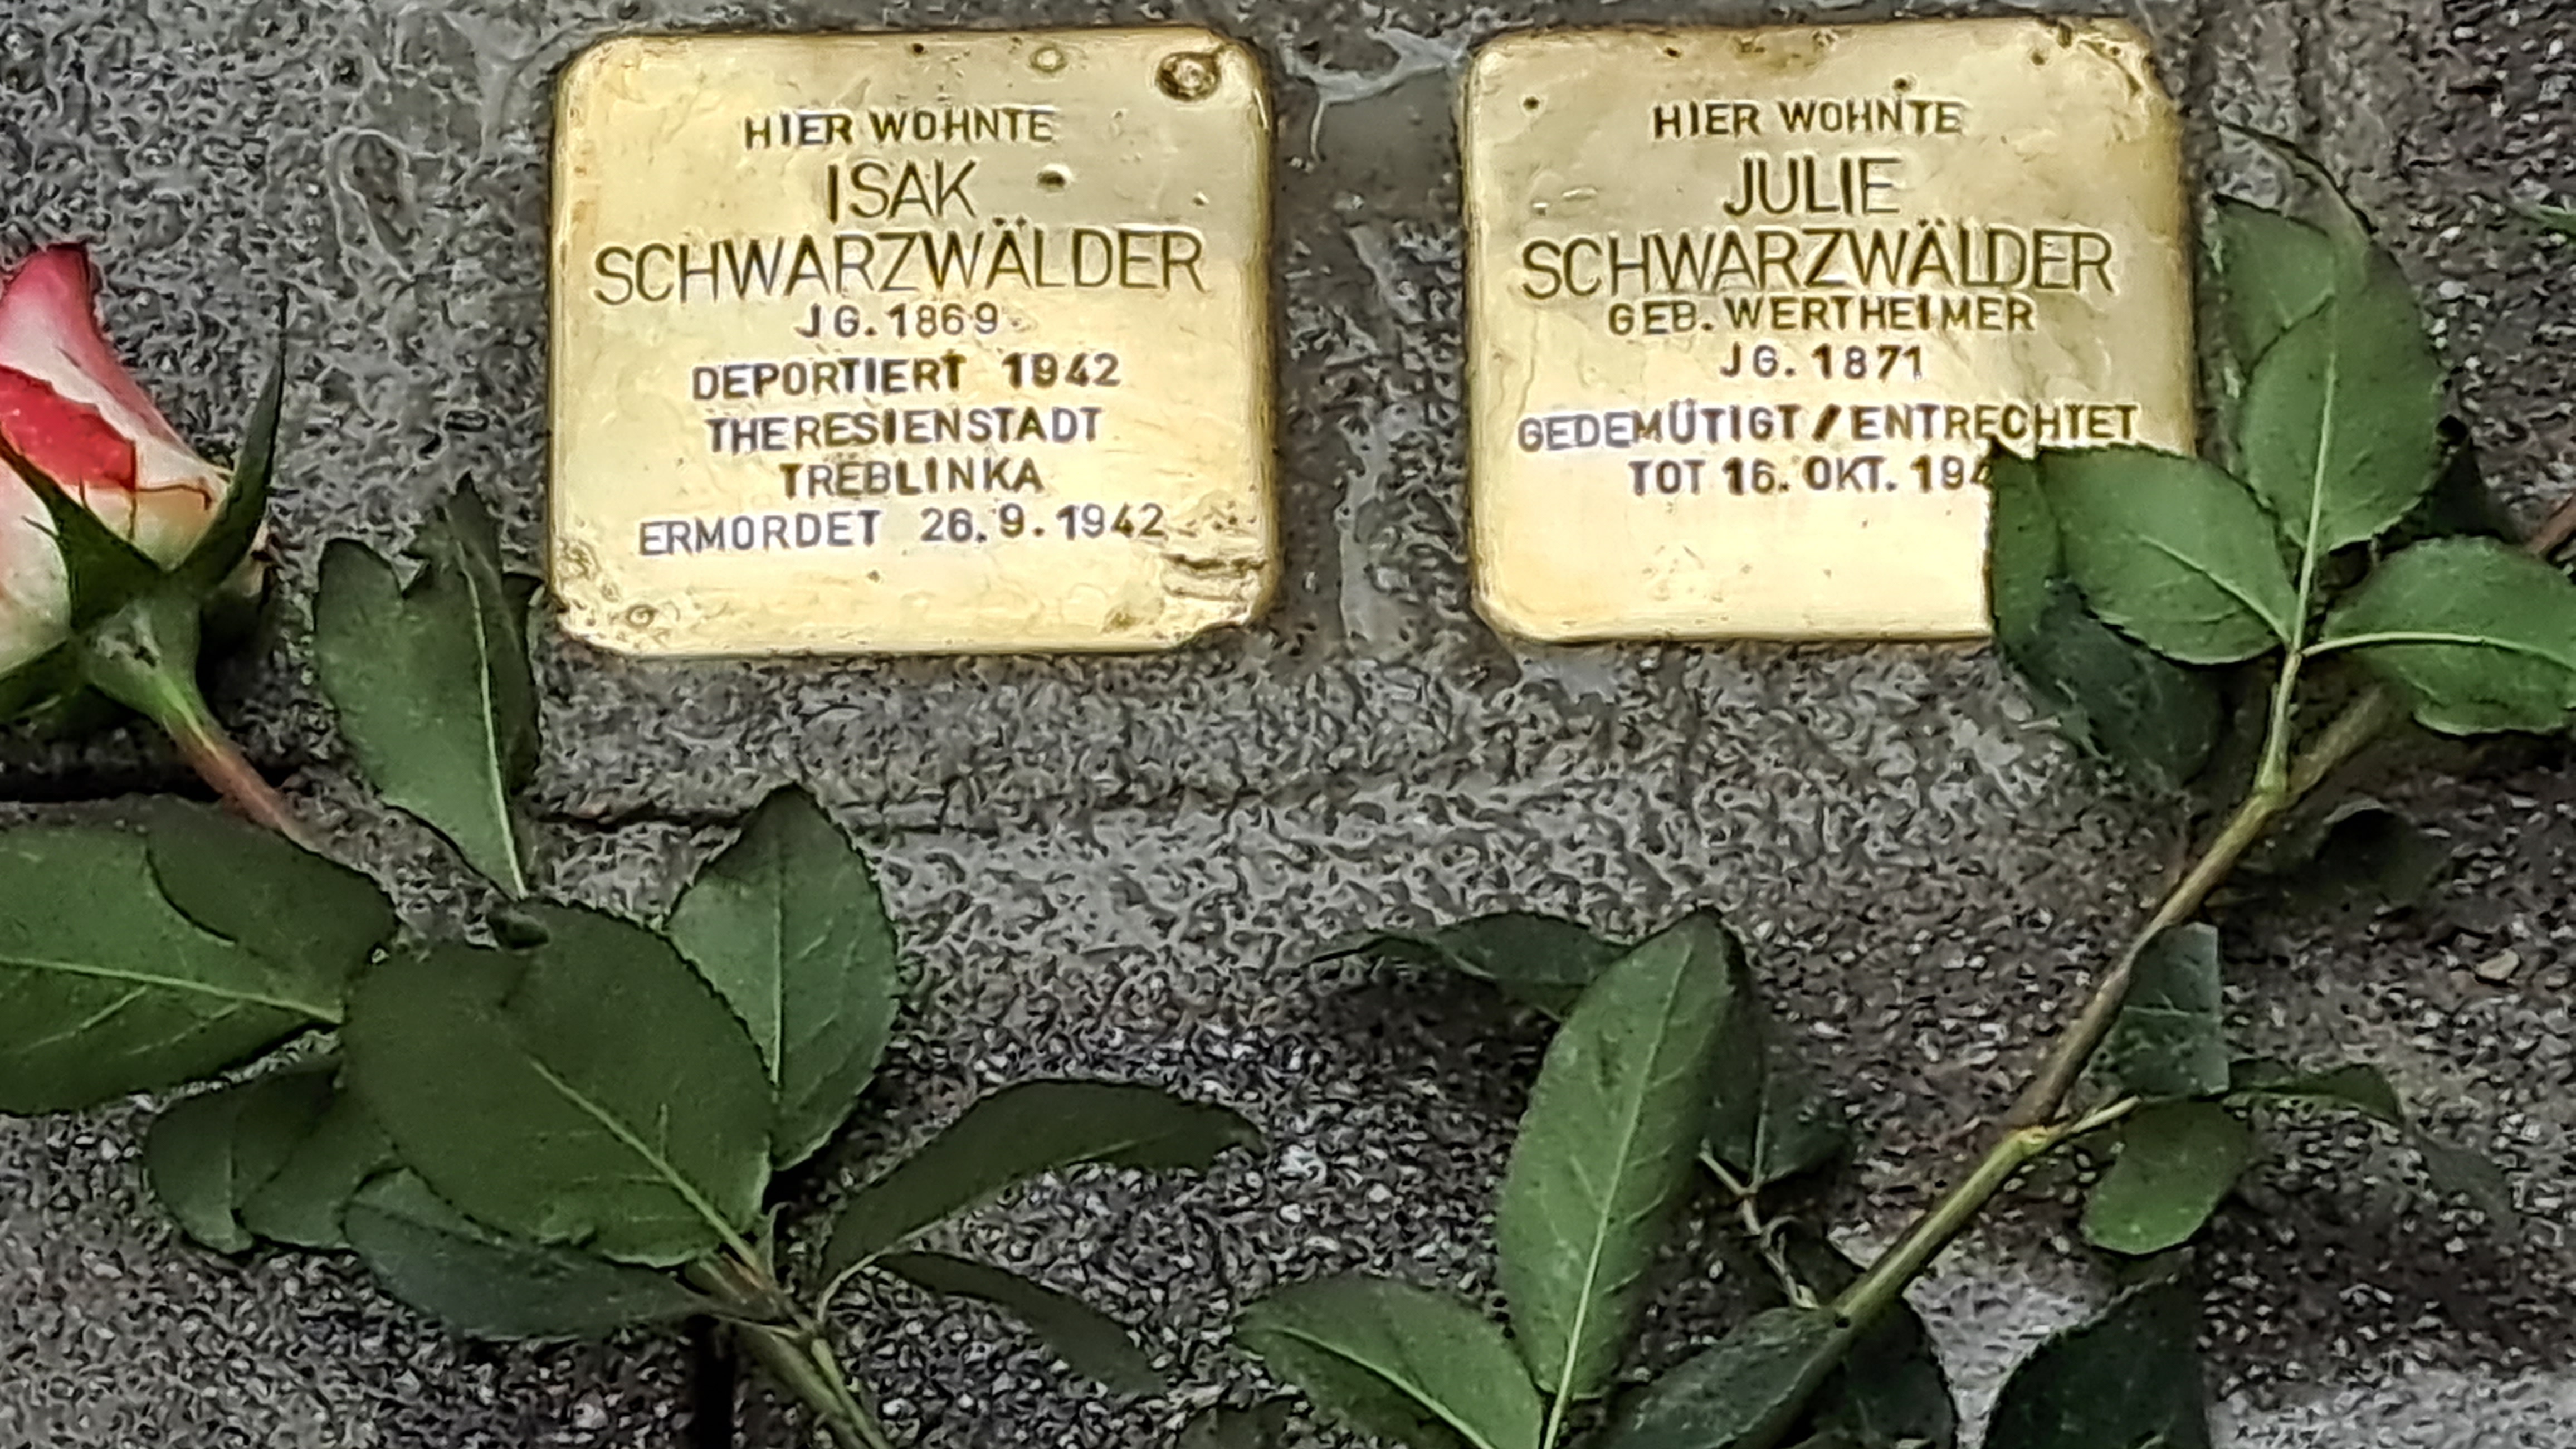 HIER WOHNTE
ISAK
SCHWARZWÄLDER
JG. 1869
DEPORTIERT 1942
THERESIENSTADT
TREBLINKA
ERMORDET 26.9.1942
HIER WOHNTE
JULIE
SCHWARZWÄLDER
GEB. WERTHEIMER
JG. 1871
GEDEMÜTIGT / ENTRECHTET
TOT 16. OKT.